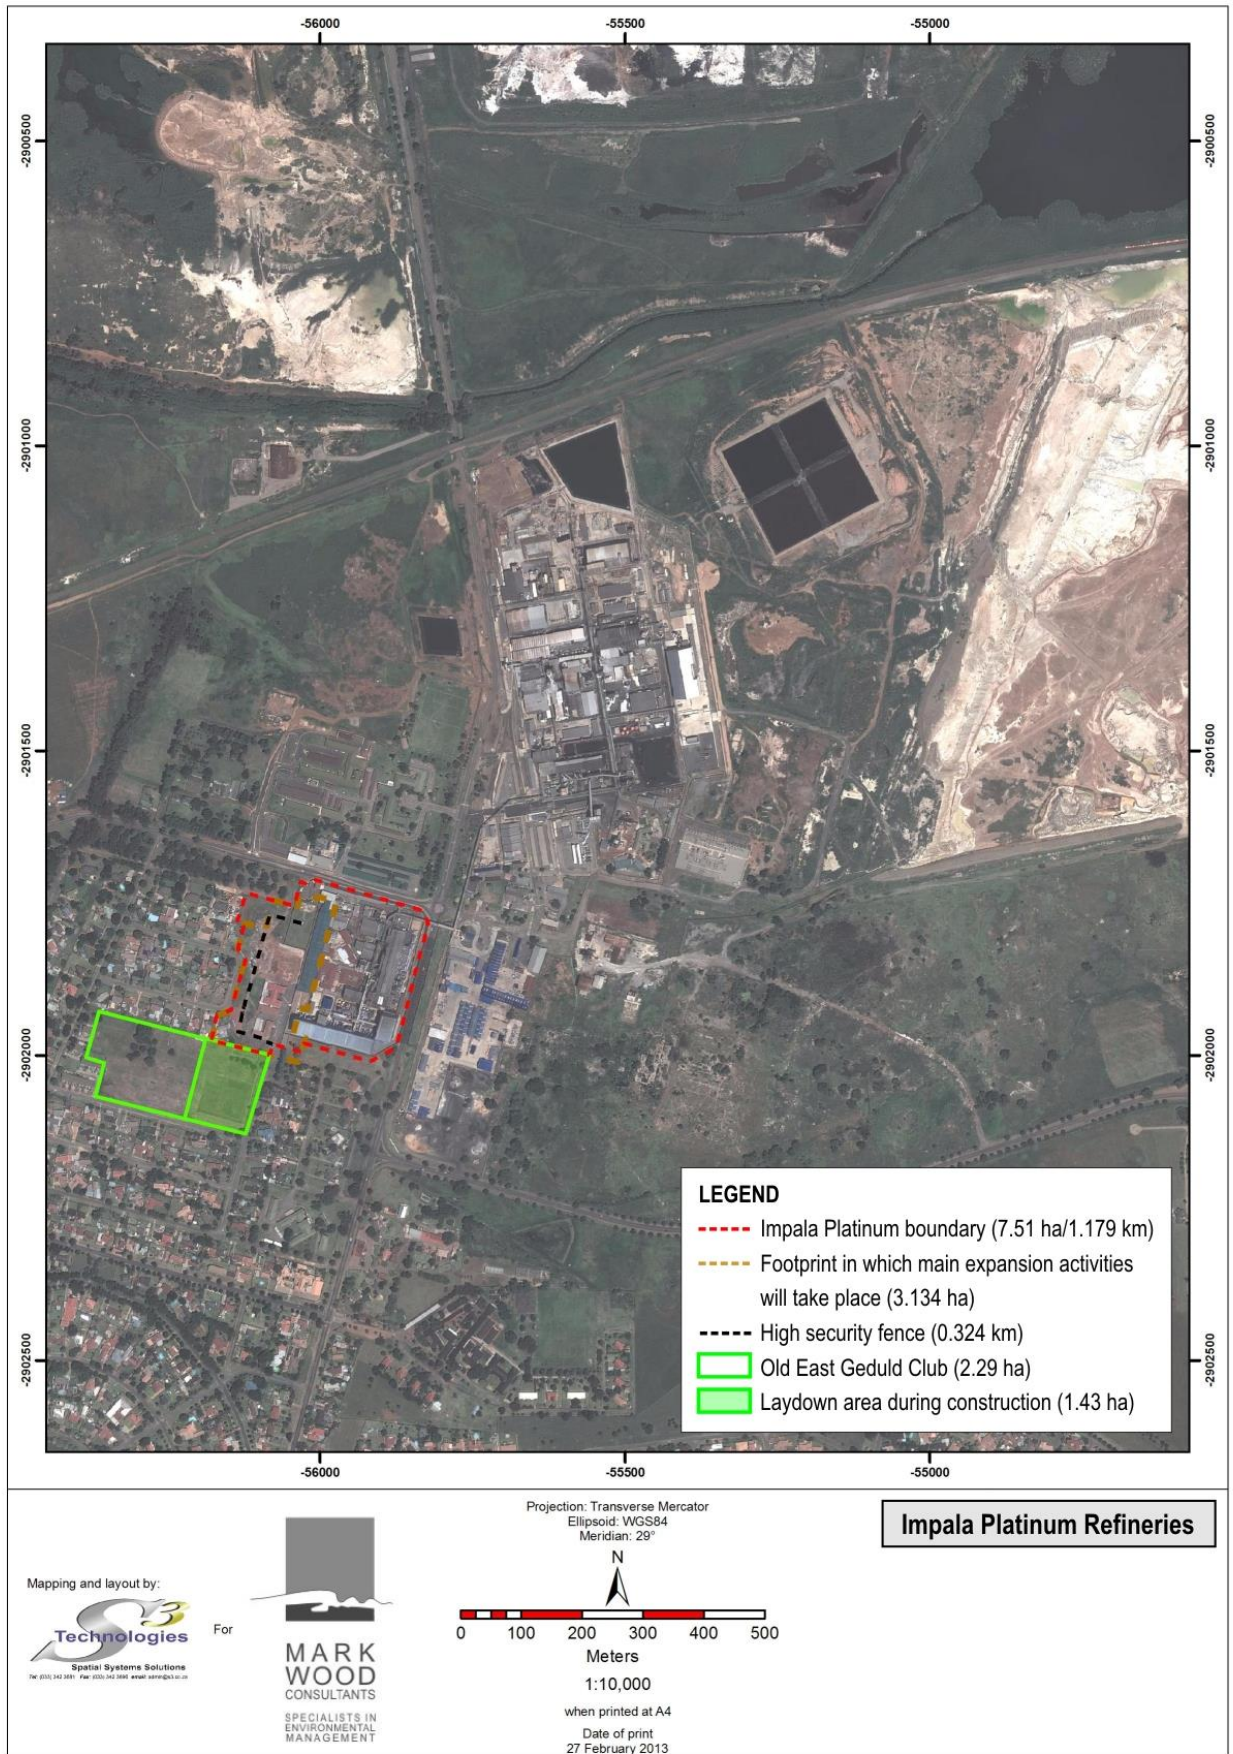 -56000
-55500
-55000
-2900500
-2900500
-2901000
-2901000
-2901500
-2901500
-2902000
-2902000
-2902500
-2902500
LEGEND
Impala Platinum boundary (7.51 ha/1.179 km)
Footprint in which main expansion activities
will take place (3.134 ha)
High security fence (0.324 km)
Old East Geduld Club (2.29 ha)
Laydown area during construction (1.43 ha)
-56000
-55500
-55000
Projection: Transverse Mercator
Ellipsoid: WGS84
Meridian: 29°
N
0 100 200 300 400 500
Meters
1:10,000
when printed at A4
Date of print
27 February 2013
Impala Platinum Refineries
Mapping and layout by:
S3
Technologies
Spatial Systems Solutions
For
MARK
WOOD
CONSULTANTS
SPECIALISTS IN
ENVIRONMENTAL
MANAGEMENT